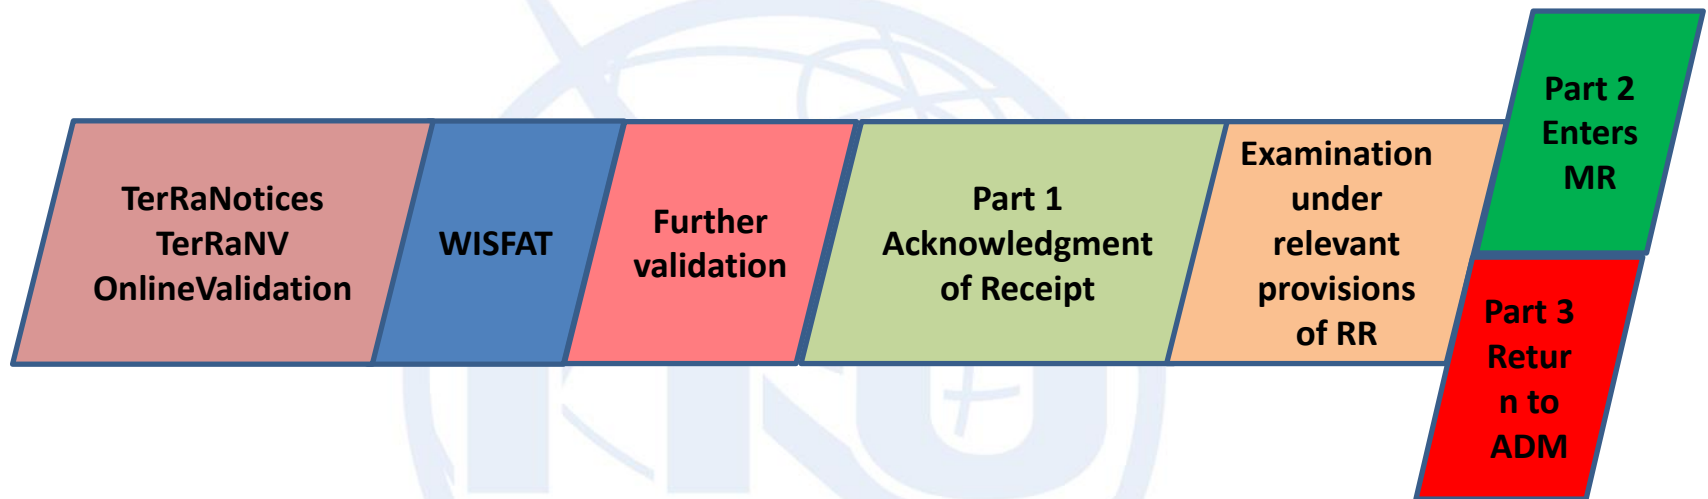 TerRaNotices
TerRaNV
OnlineValidation
WISFAT
Further
validation
Part 1
Acknowledgment
of Receipt
Examination
under
relevant
provisions
of RR
Part 2
Enters
MR
Part 3
Retur
n to
ADM
ITU